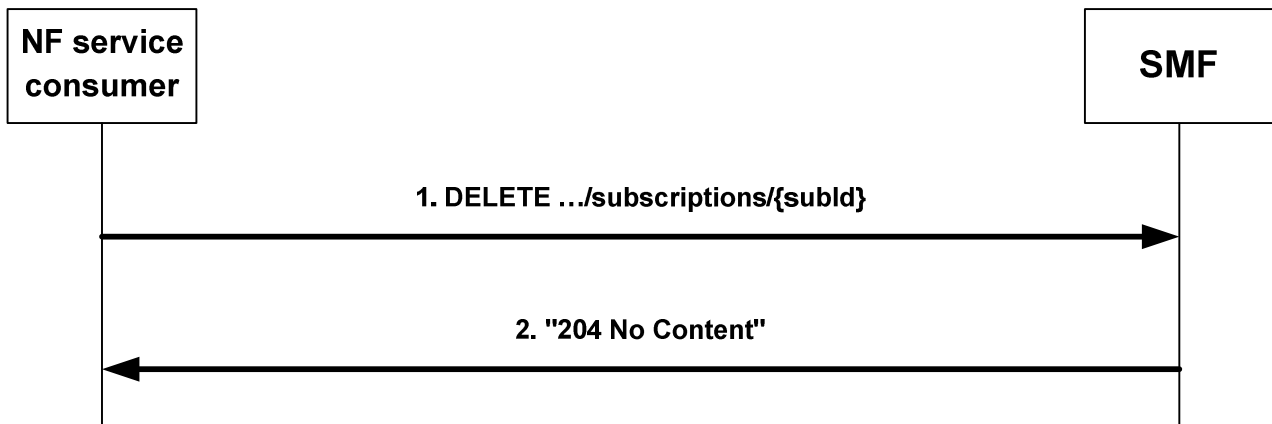 NF service
consumer
SMF
1. DELETE …/subscriptions/{subId}
2. "204 No Content"